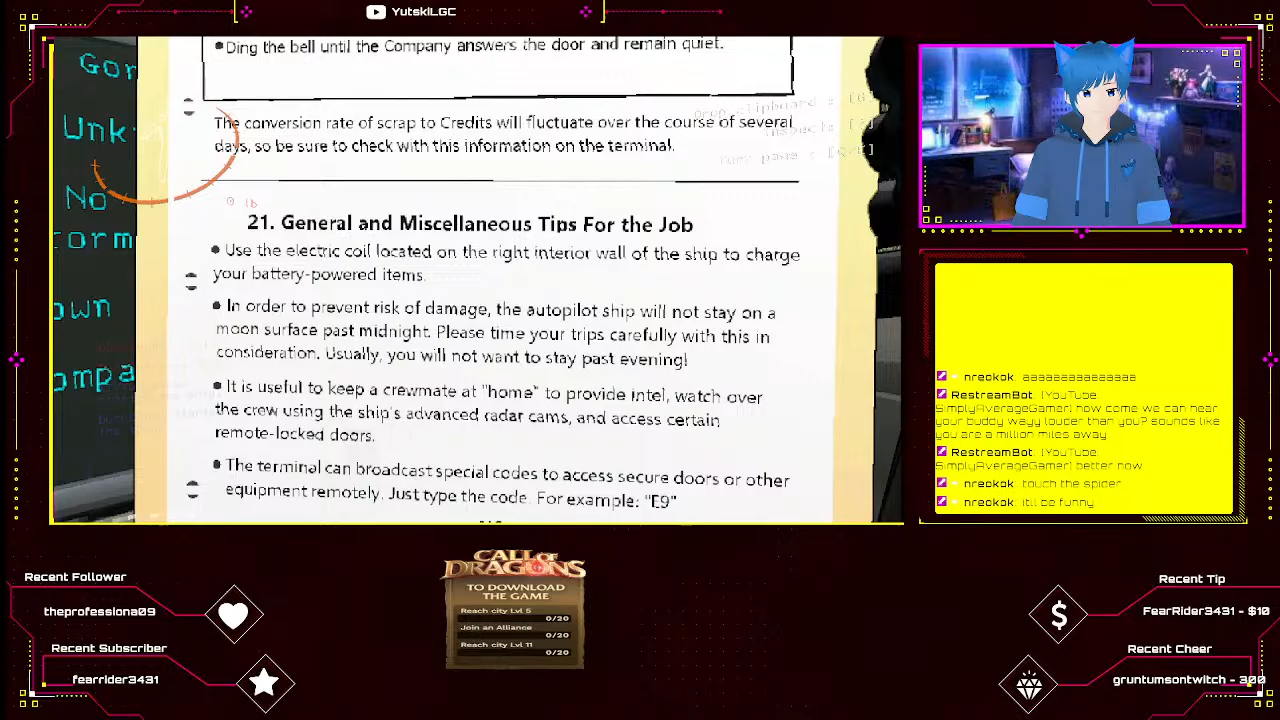 YutskiLGC
Ding the bell until the Company answers the door and remain quiet.
The conversion rate of scrap to Credits will fluctuate over the course of several
days, so be sure to check with this information on the terminal.
21. General and Miscellaneous Tips For the Job
Use the electric coil located on the right interior wall of the ship to charge
your battery-powered items.
In order to prevent risk of damage, the autopilot ship will not stay on a
moon surface past midnight. Please time your trips carefully with this in
consideration. Usually, you will not want to stay past evening!
It is useful to keep a crewmate at "home" to provide intel, watch over
the crew using the ship's advanced radar cams, and access certain
remote-locked doors.
The terminal can broadcast special codes to access secure doors or other
equipment remotely. Just type the code. For example: "E9"
Gor
Unk
No
form
own
ompa
nreokok: aaaaaaaaaaaaaaa
RestreamBot: [YouTube:
SimplyAverageGamer] how come we can hear
your buddy wayy louder than you? sounds like
you are a million miles away
RestreamBot: [YouTube:
SimplyAverageGamer] better now
nreokok: touch the spider
nreokok: it'll be funny
CALL OF
DRAGONS
TO DOWNLOAD
THE GAME
Reach city Lvl 5
0/20
Join an Alliance
0/20
Reach city Lvl 11
0/20
Recent Follower
theprofessiona09
Recent Subscriber
fearrider3431
Recent Tip
FearRider3431 - $10
Recent Cheer
gruntumsontwitch - 300